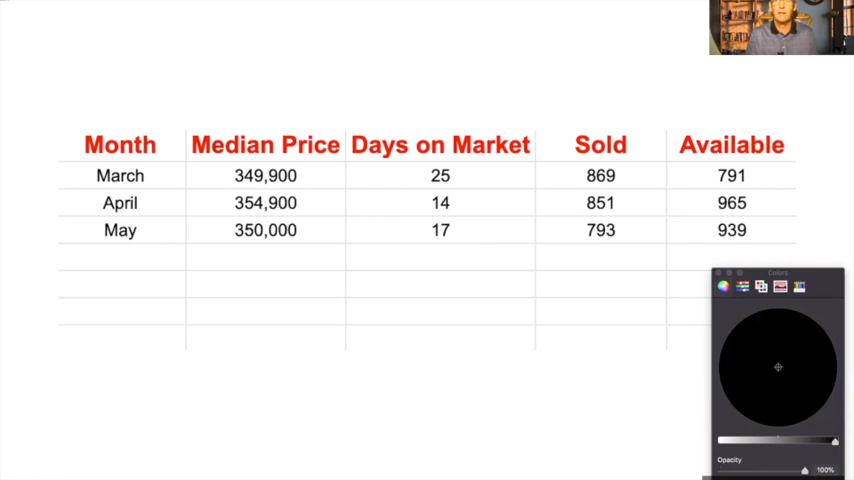 Month Median Price Days on Market Sold Available
March 349,900 25 869 791
April 354,900 14 851 965
May 350,000 17 793 939
Colors
Opacity
100%